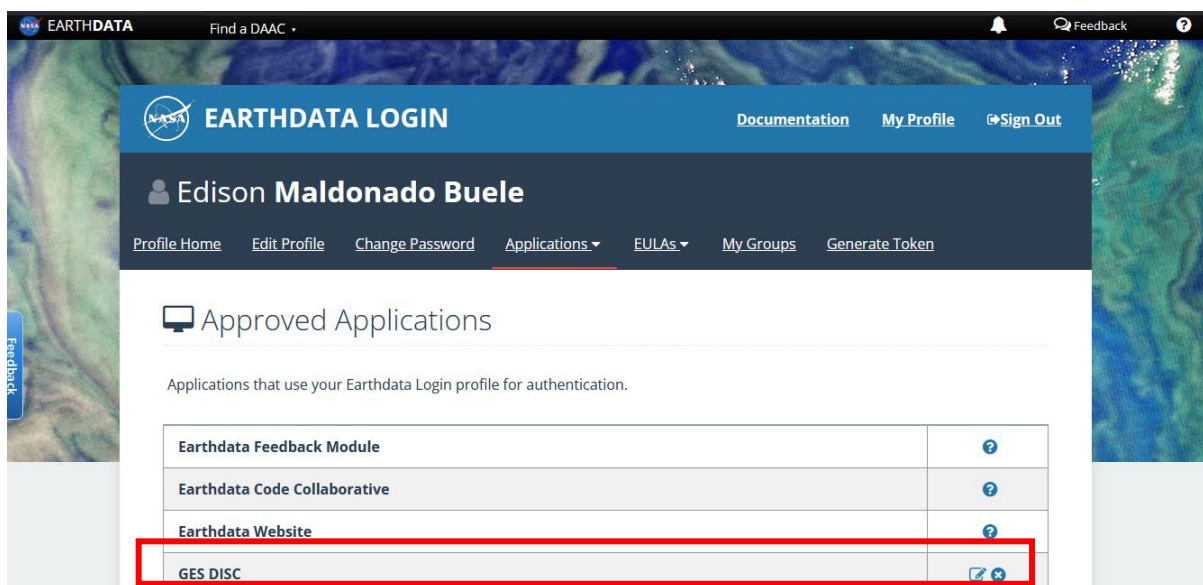 NASA EARTHDATA Find a DAAC Feedback ?
NASA EARTHDATA LOGIN Documentation My Profile Sign Out
Edison Maldonado Buele
Profile Home Edit Profile Change Password Applications EULAs My Groups Generate Token
Approved Applications
Feedback
Applications that use your Earthdata Login profile for authentication.
Earthdata Feedback Module ?
Earthdata Code Collaborative ?
Earthdata Website ?
GES DISC